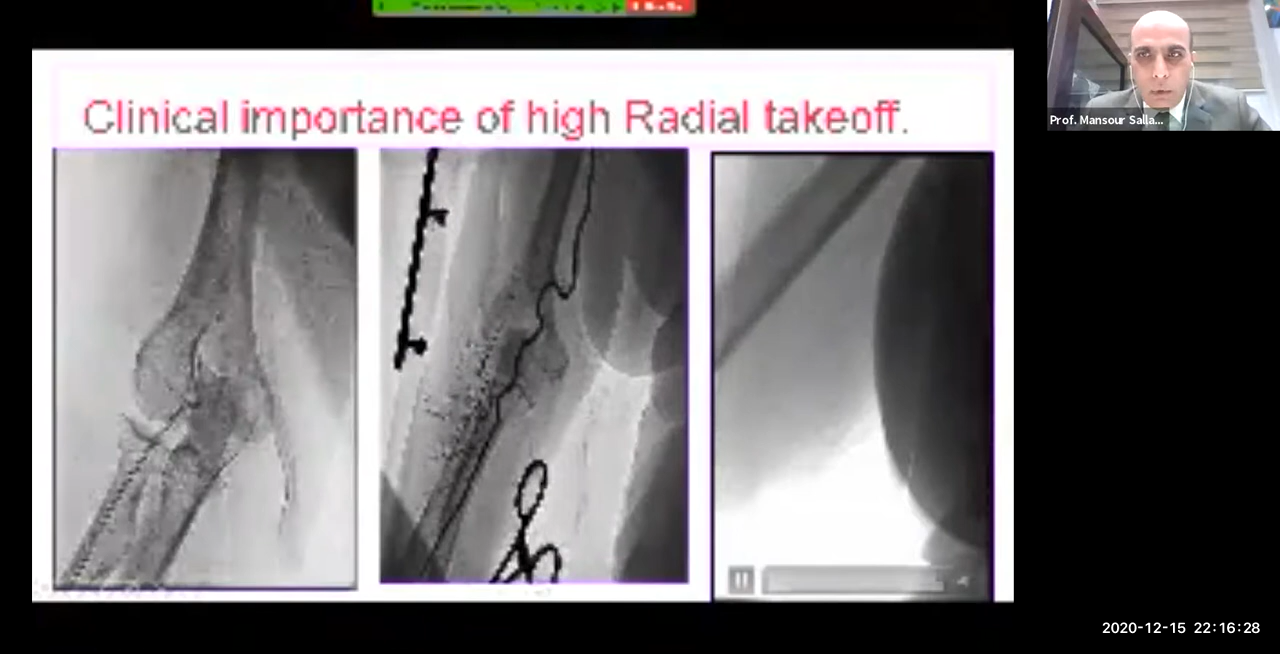 Clinical importance of high Radial takeoff.
Prof. Mansour Salla...
2020-12-15 22:16:28